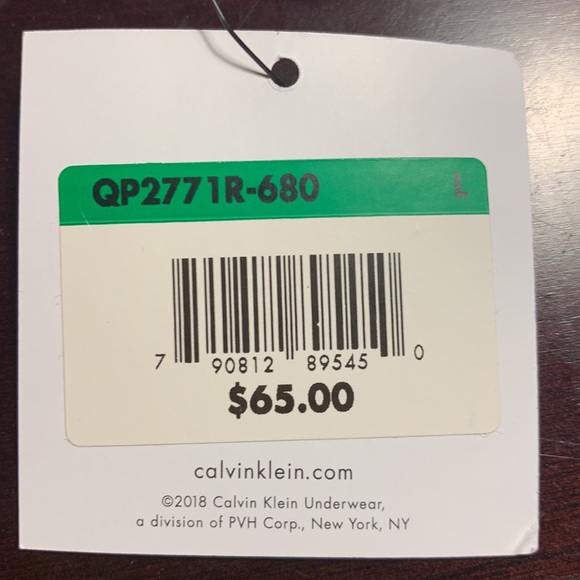 QP2771R-680 L
7 90812 89545 0
$65.00
calvinklein.com
©2018 Calvin Klein Underwear,
a division of PVH Corp., New York, NY